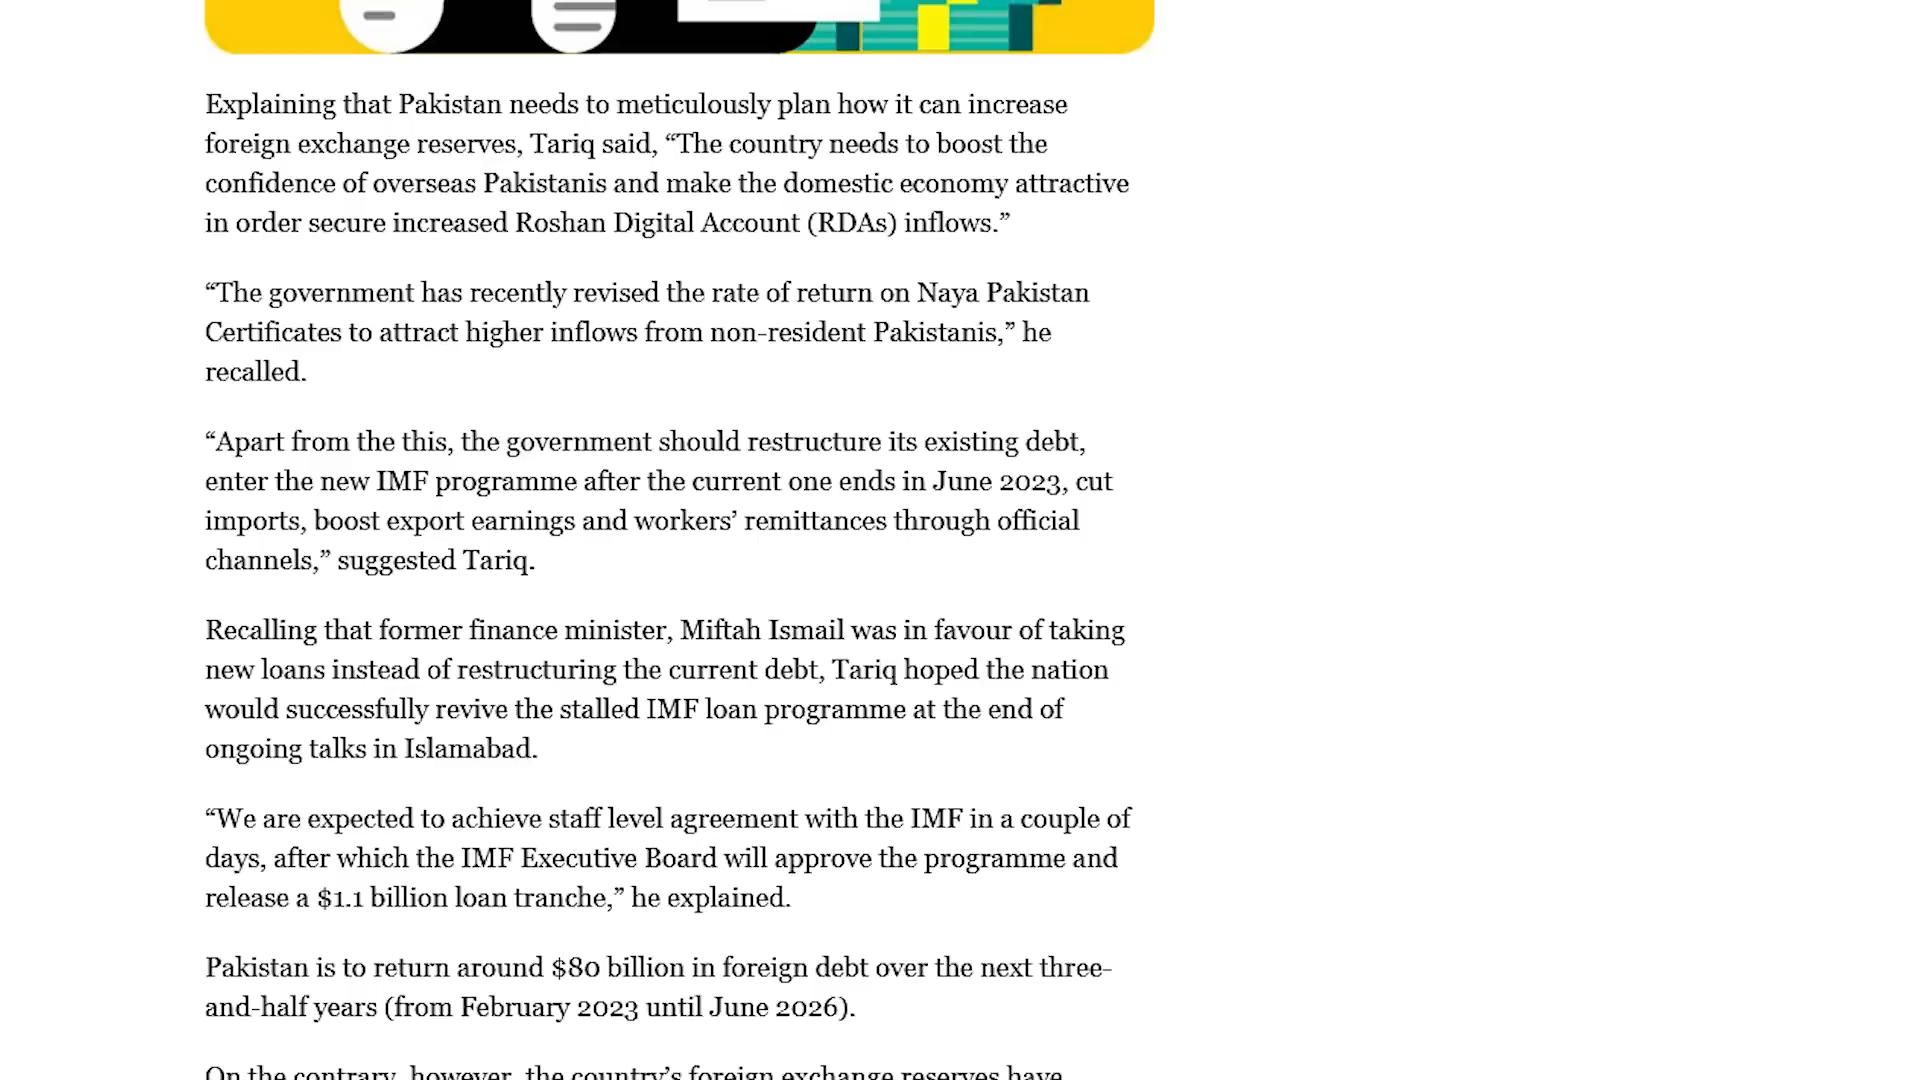 Explaining that Pakistan needs to meticulously plan how it can increase
foreign exchange reserves, Tariq said, “The country needs to boost the
confidence of overseas Pakistanis and make the domestic economy attractive
in order secure increased Roshan Digital Account (RDAs) inflows.”
“The government has recently revised the rate of return on Naya Pakistan
Certificates to attract higher inflows from non-resident Pakistanis,” he
recalled.
“Apart from the this, the government should restructure its existing debt,
enter the new IMF programme after the current one ends in June 2023, cut
imports, boost export earnings and workers’ remittances through official
channels,” suggested Tariq.
Recalling that former finance minister, Miftah Ismail was in favour of taking
new loans instead of restructuring the current debt, Tariq hoped the nation
would successfully revive the stalled IMF loan programme at the end of
ongoing talks in Islamabad.
“We are expected to achieve staff level agreement with the IMF in a couple of
days, after which the IMF Executive Board will approve the programme and
release a $1.1 billion loan tranche,” he explained.
Pakistan is to return around $80 billion in foreign debt over the next three-
and-half years (from February 2023 until June 2026).
On the contrary, however, the country’s foreign exchange reserves have